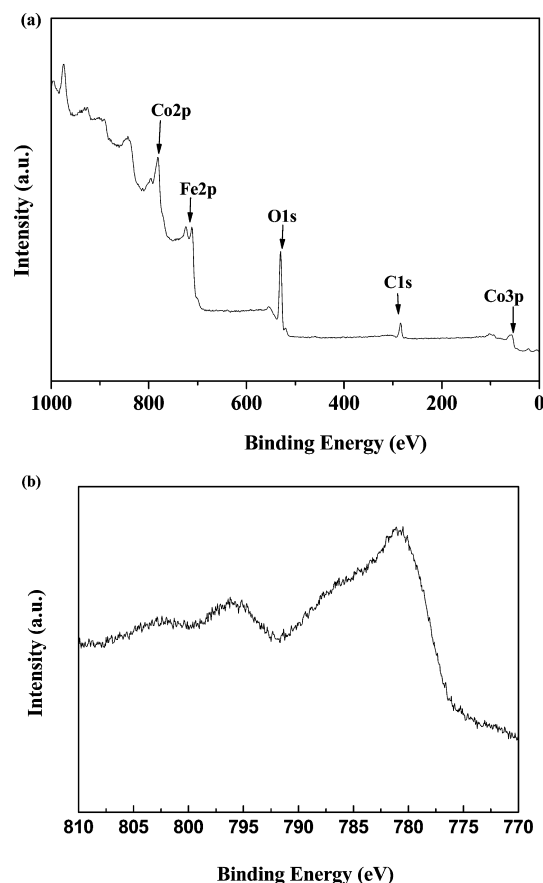 (a)
Co2p
Fe2p
O1s
C1s
Co3p
Intensity (a.u.)
1000 800 600 400 200 0
Binding Energy (eV)
(b)
Intensity (a.u.)
810 805 800 795 790 785 780 775 770
Binding Energy (eV)